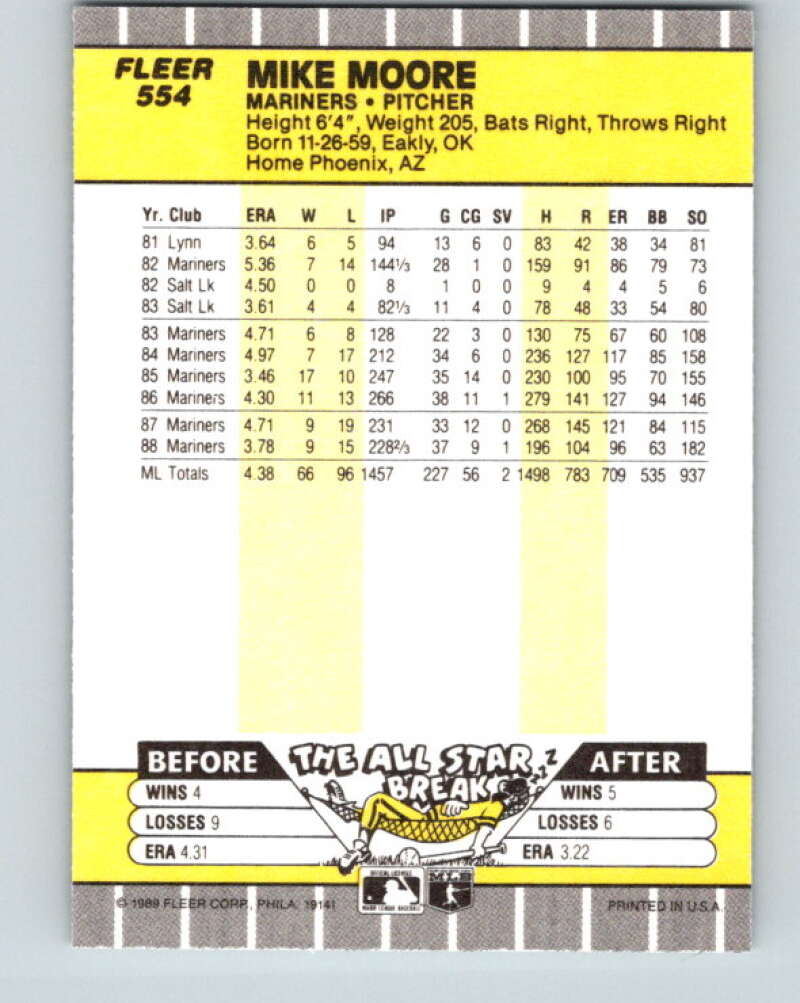 FLEER
554
MIKE MOORE
MARINERS • PITCHER
Height 6'4", Weight 205, Bats Right, Throws Right
Born 11-26-59, Eakly, OK
Home Phoenix, AZ
Yr. Club ERA W L IP G CG SV H R ER BB SO
81 Lynn 3.64 6 5 94 13 6 0 83 42 38 34 81
82 Mariners 5.36 7 14 144⅓ 28 1 0 159 91 86 79 73
82 Salt Lk 4.50 0 0 8 1 0 0 9 4 4 5 6
83 Salt Lk 3.61 4 4 82⅓ 11 4 0 78 48 33 54 80
83 Mariners 4.71 6 8 128 22 3 0 130 75 67 60 108
84 Mariners 4.97 7 17 212 34 6 0 236 127 117 85 158
85 Mariners 3.46 17 10 247 35 14 0 230 100 95 70 155
86 Mariners 4.30 11 13 266 38 11 1 279 141 127 94 146
87 Mariners 4.71 9 19 231 33 12 0 268 145 121 84 115
88 Mariners 3.78 9 15 228⅔ 37 9 1 196 104 96 63 182
ML Totals 4.38 66 96 1457 227 56 2 1498 783 709 535 937
BEFORE THE ALL STAR BREAK ZZZ AFTER
WINS 4 WINS 5
LOSSES 9 LOSSES 6
ERA 4.31 ERA 3.22
© 1989 FLEER CORP., PHILA. 19141 MLB PRINTED IN U.S.A.